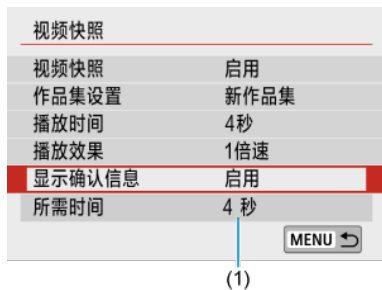 视频快照
视频快照 启用
作品集设置 新作品集
播放时间 4秒
播放效果 1倍速
显示确认信息 启用
所需时间 4 秒
MENU
(1)